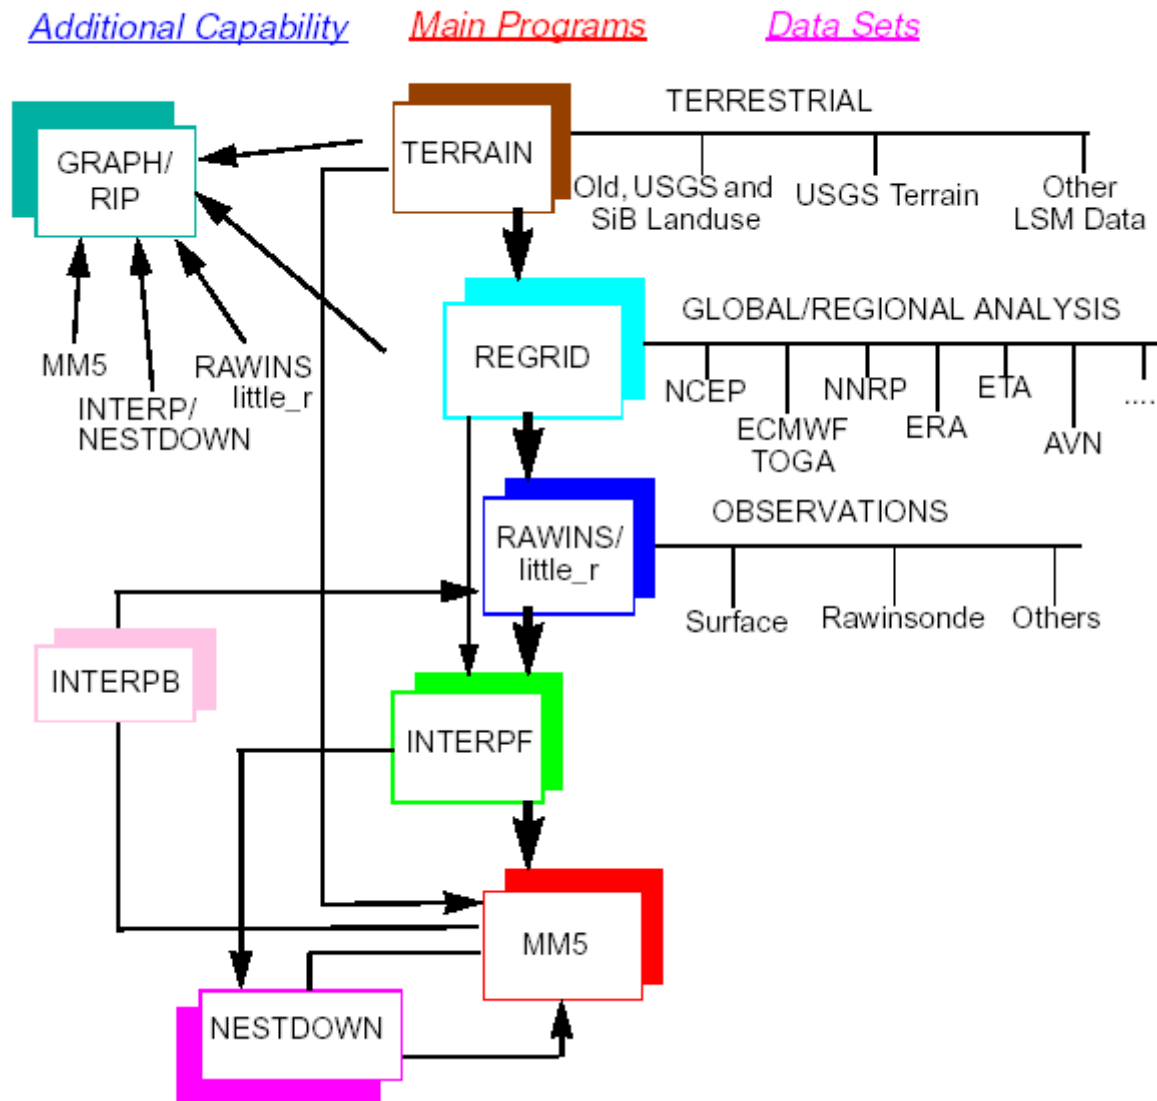 Additional Capability
Main Programs
Data Sets
TERRESTRIAL
GRAPH/
RIP
TERRAIN
Old, USGS and
SiB Landuse
USGS Terrain
Other
LSM Data
MM5
INTERP/
NESTDOWN
RAWINS
little_r
REGRID
GLOBAL/REGIONAL ANALYSIS
NCEP
ECMWF
TOGA
NNRP
ERA
ETA
AVN
....
RAWINS/
little_r
OBSERVATIONS
Surface
Rawinsonde
Others
INTERPB
INTERPF
MM5
NESTDOWN